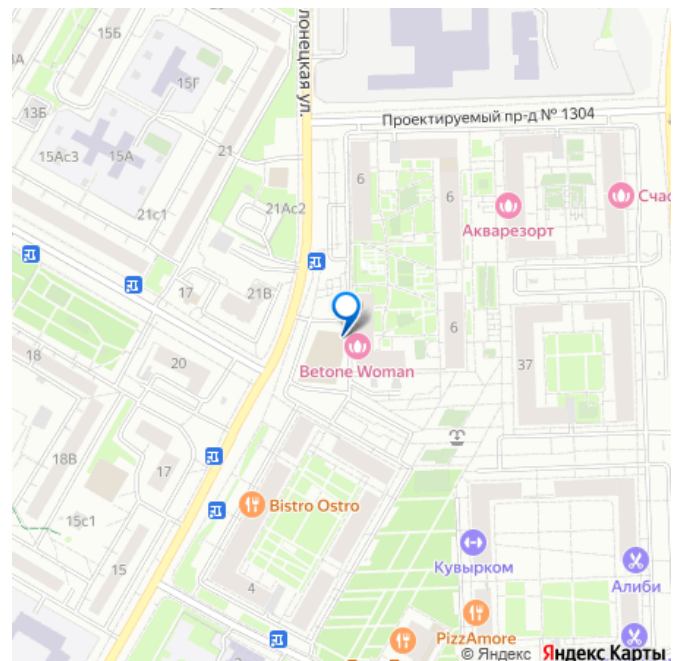 15Б
3А
15Г
13Б
15Ас3
15А
21
21с1
21Ас2
лонецкая ул.
Проектируемый пр-д № 1304
6
6
Акварезорт
Счас
17
21В
6
18
20
Betone Woman
37
18В
17
15с1
Bistro Ostro
15
4
Кувырком
Алиби
PizzAmore
© Яндекс Яндекс Карты